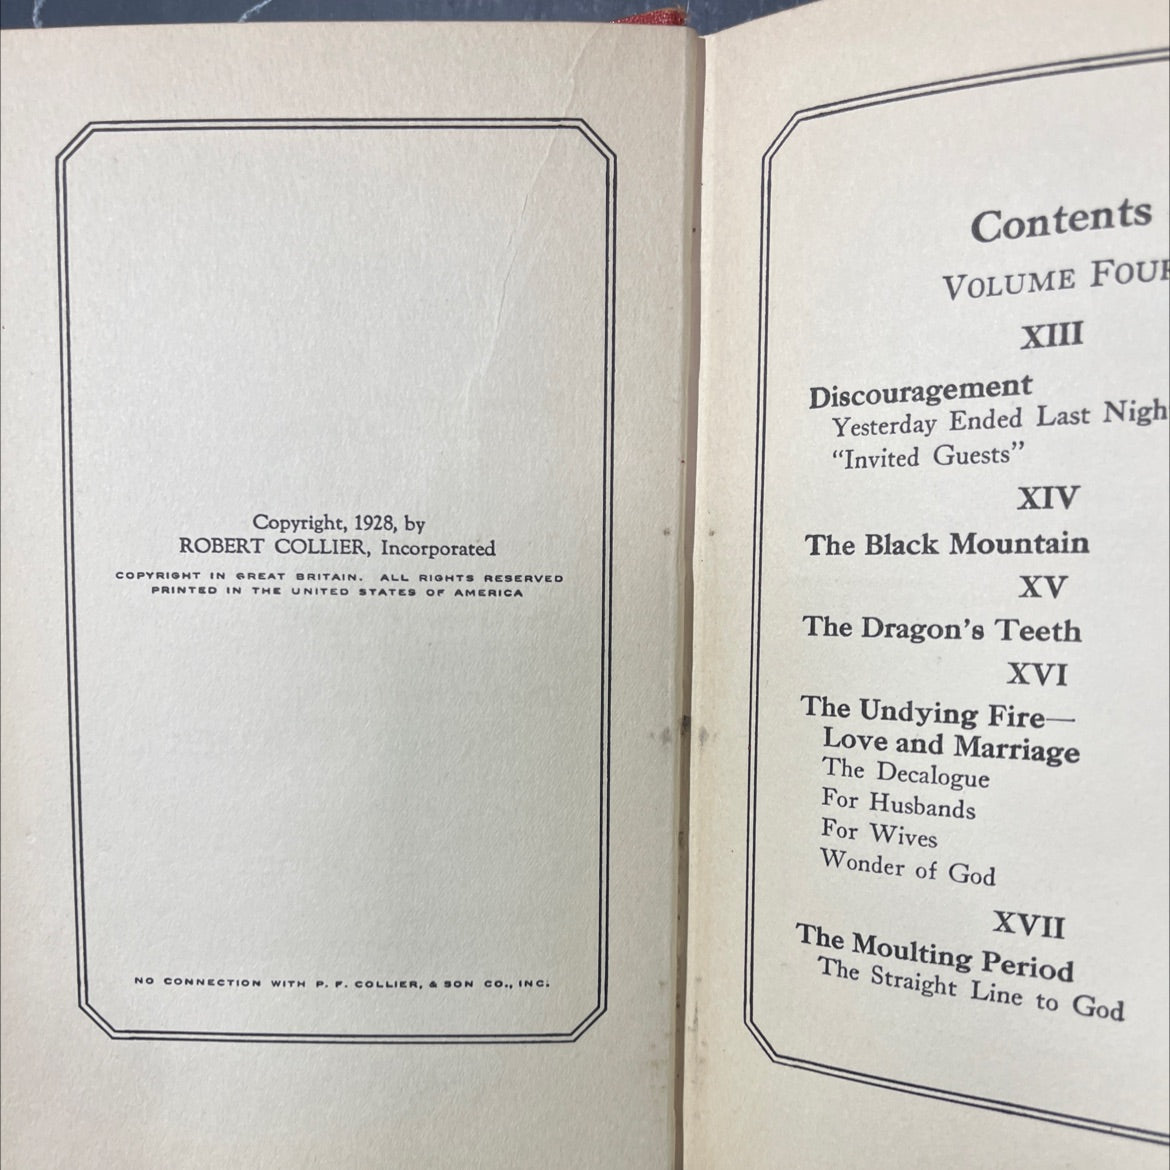 Copyright, 1928, by
ROBERT COLLIER, Incorporated
COPYRIGHT IN GREAT BRITAIN. ALL RIGHTS RESERVED
PRINTED IN THE UNITED STATES OF AMERICA
NO CONNECTION WITH P. F. COLLIER, & SON CO., INC.
Contents
VOLUME FOUR
XIII
Discouragement
Yesterday Ended Last Nigh
"Invited Guests"
XIV
The Black Mountain
XV
The Dragon's Teeth
XVI
The Undying Fire—
Love and Marriage
The Decalogue
For Husbands
For Wives
Wonder of God
XVII
The Moulting Period
The Straight Line to God